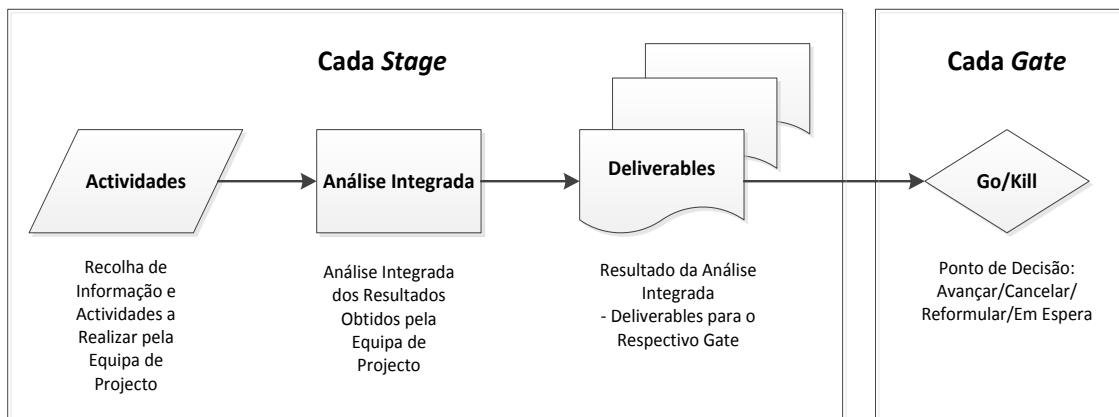 Cada Stage
Actividades
Análise Integrada
Deliverables
Recolha de
Informação e
Actividades a
Realizar pela
Equipa de
Projecto
Análise Integrada
dos Resultados
Obtidos pela
Equipa de
Projecto
Resultado da Análise
Integrada
- Deliverables para o
Respectivo Gate
Cada Gate
Go/Kill
Ponto de Decisão:
Avançar/Cancelar/
Reformular/Em Espera